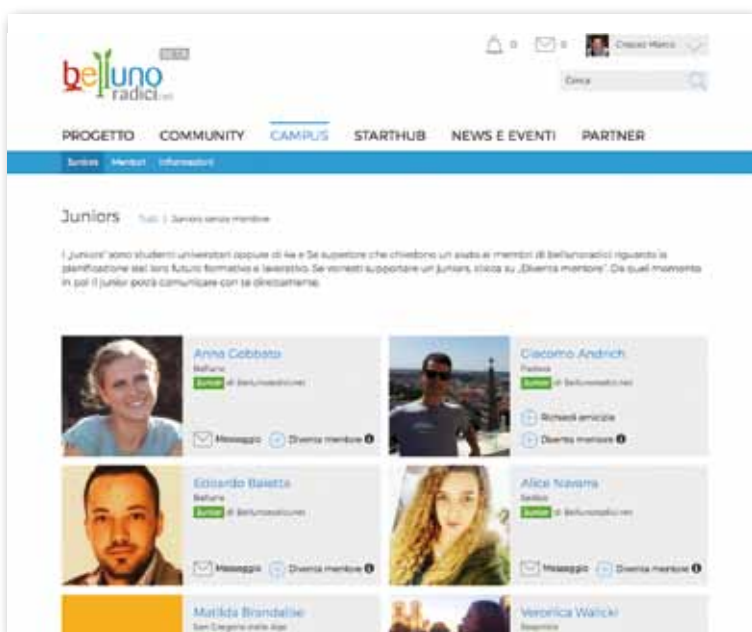 BETA
belluno
radici.net
0 0 Crepaz Marco
Cerca
PROGETTO COMMUNITY CAMPUS STARTHUB NEWS E EVENTI PARTNER
Juniors Mentori Informazioni
Juniors Tutti | Juniors senza mentore
I „Juniors“ sono studenti universitari oppure di 4a e 5a superiore che chiedono un aiuto ai membri di Bellunoradici riguardo la
pianificazione del loro futuro formativo e lavorativo. Se vorresti supportare un juniors, clicca su „Diventa mentore“. Da quel momento
in poi il junior potrà comunicare con te direttamente.
Anna Gobbato
Belluno
Junior di Bellunoradici.net
Messaggio Diventa mentore
Giacomo Andrich
Padova
Junior di Bellunoradici.net
Richiedi amicizia
Diventa mentore
Edoardo Baietta
Belluno
Junior di Bellunoradici.net
Messaggio Diventa mentore
Alice Navarra
Sedico
Junior di Bellunoradici.net
Messaggio Diventa mentore
Matilda Brandalise
San Gregorio nelle Alpi
Veronica Walicki